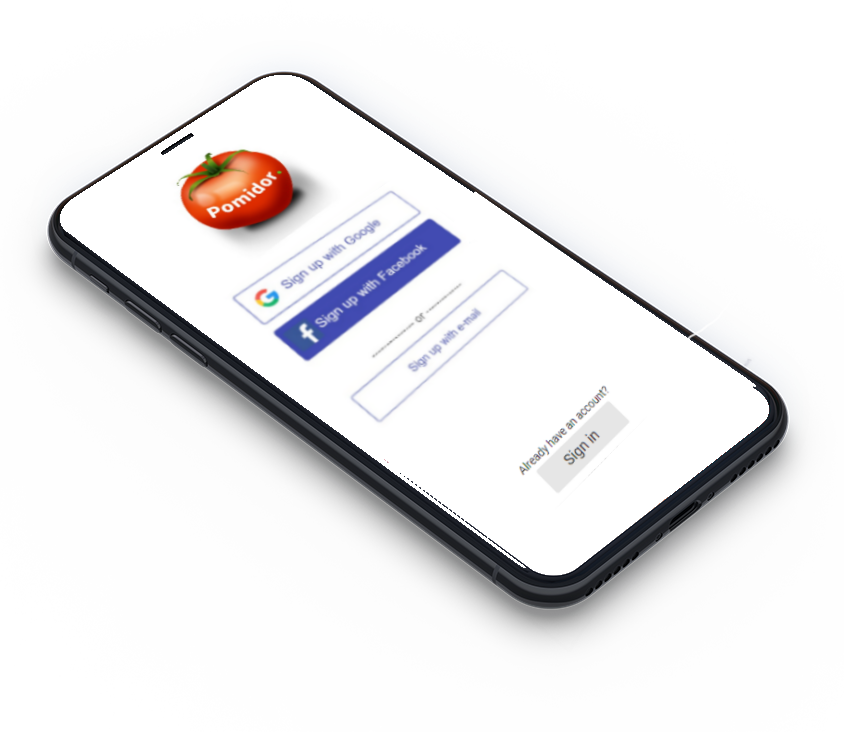 Pomidor.
Sign up with Google
Sign up with Facebook
or
Sign up with e-mail
Already have an account?
Sign in